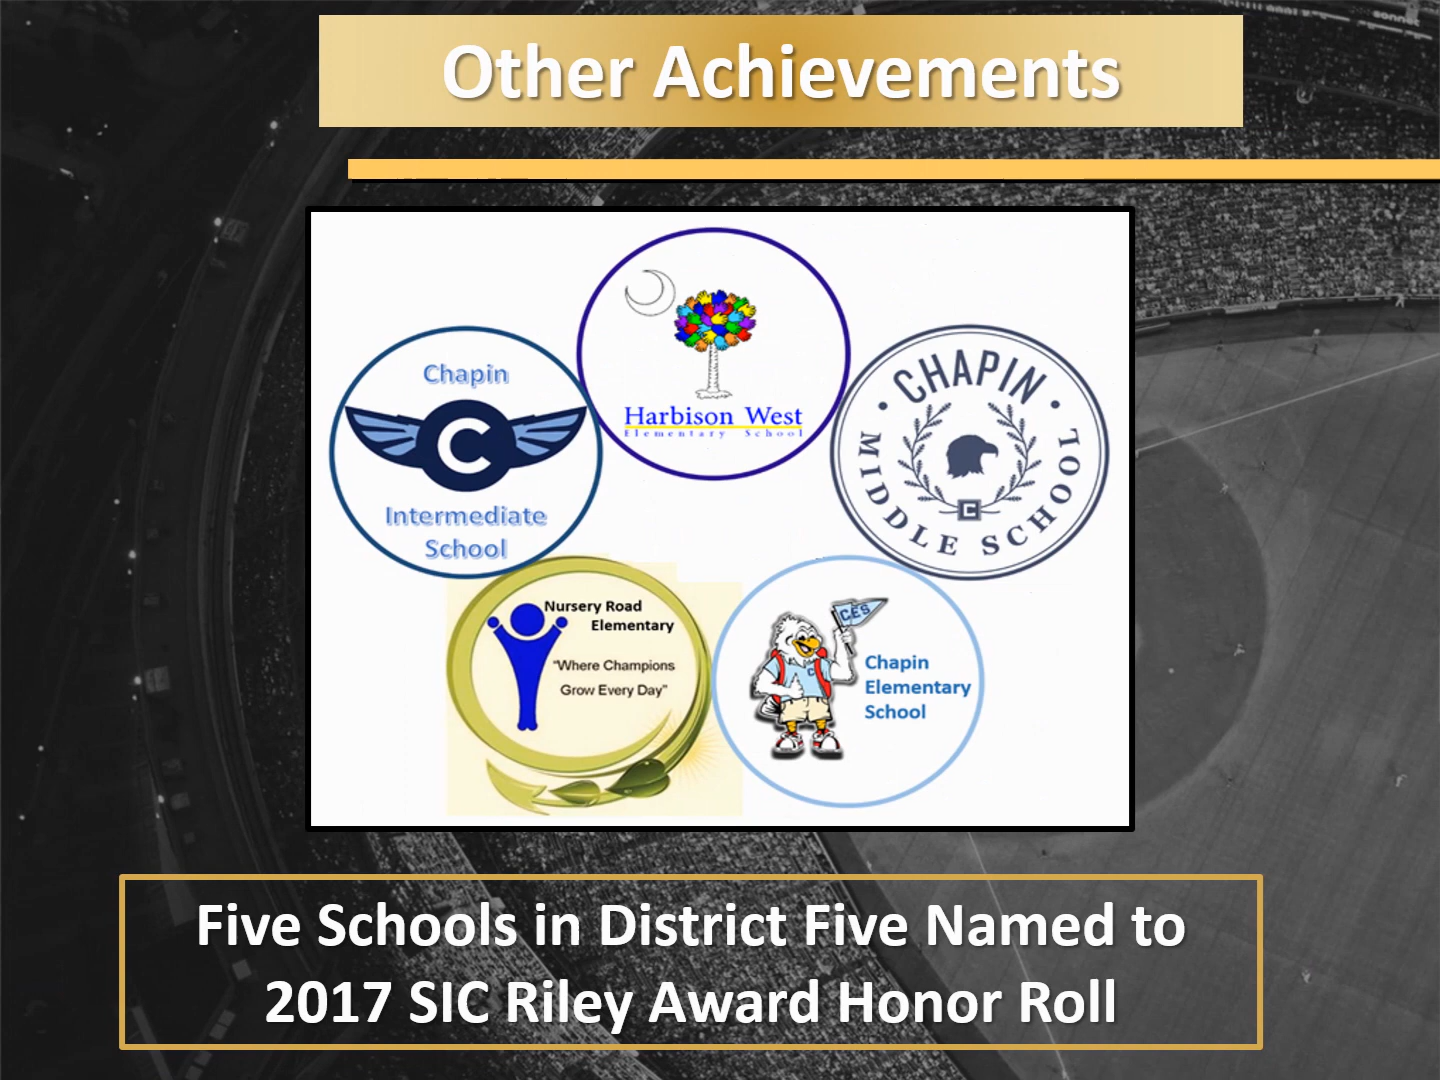 Other Achievements
Harbison West
Elementary School
Chapin
C
Intermediate
School
CHAPIN
MIDDLE SCHOOL
C
Nursery Road
Elementary
"Where Champions
Grow Every Day"
CES
C
Chapin
Elementary
School
Five Schools in District Five Named to
2017 SIC Riley Award Honor Roll